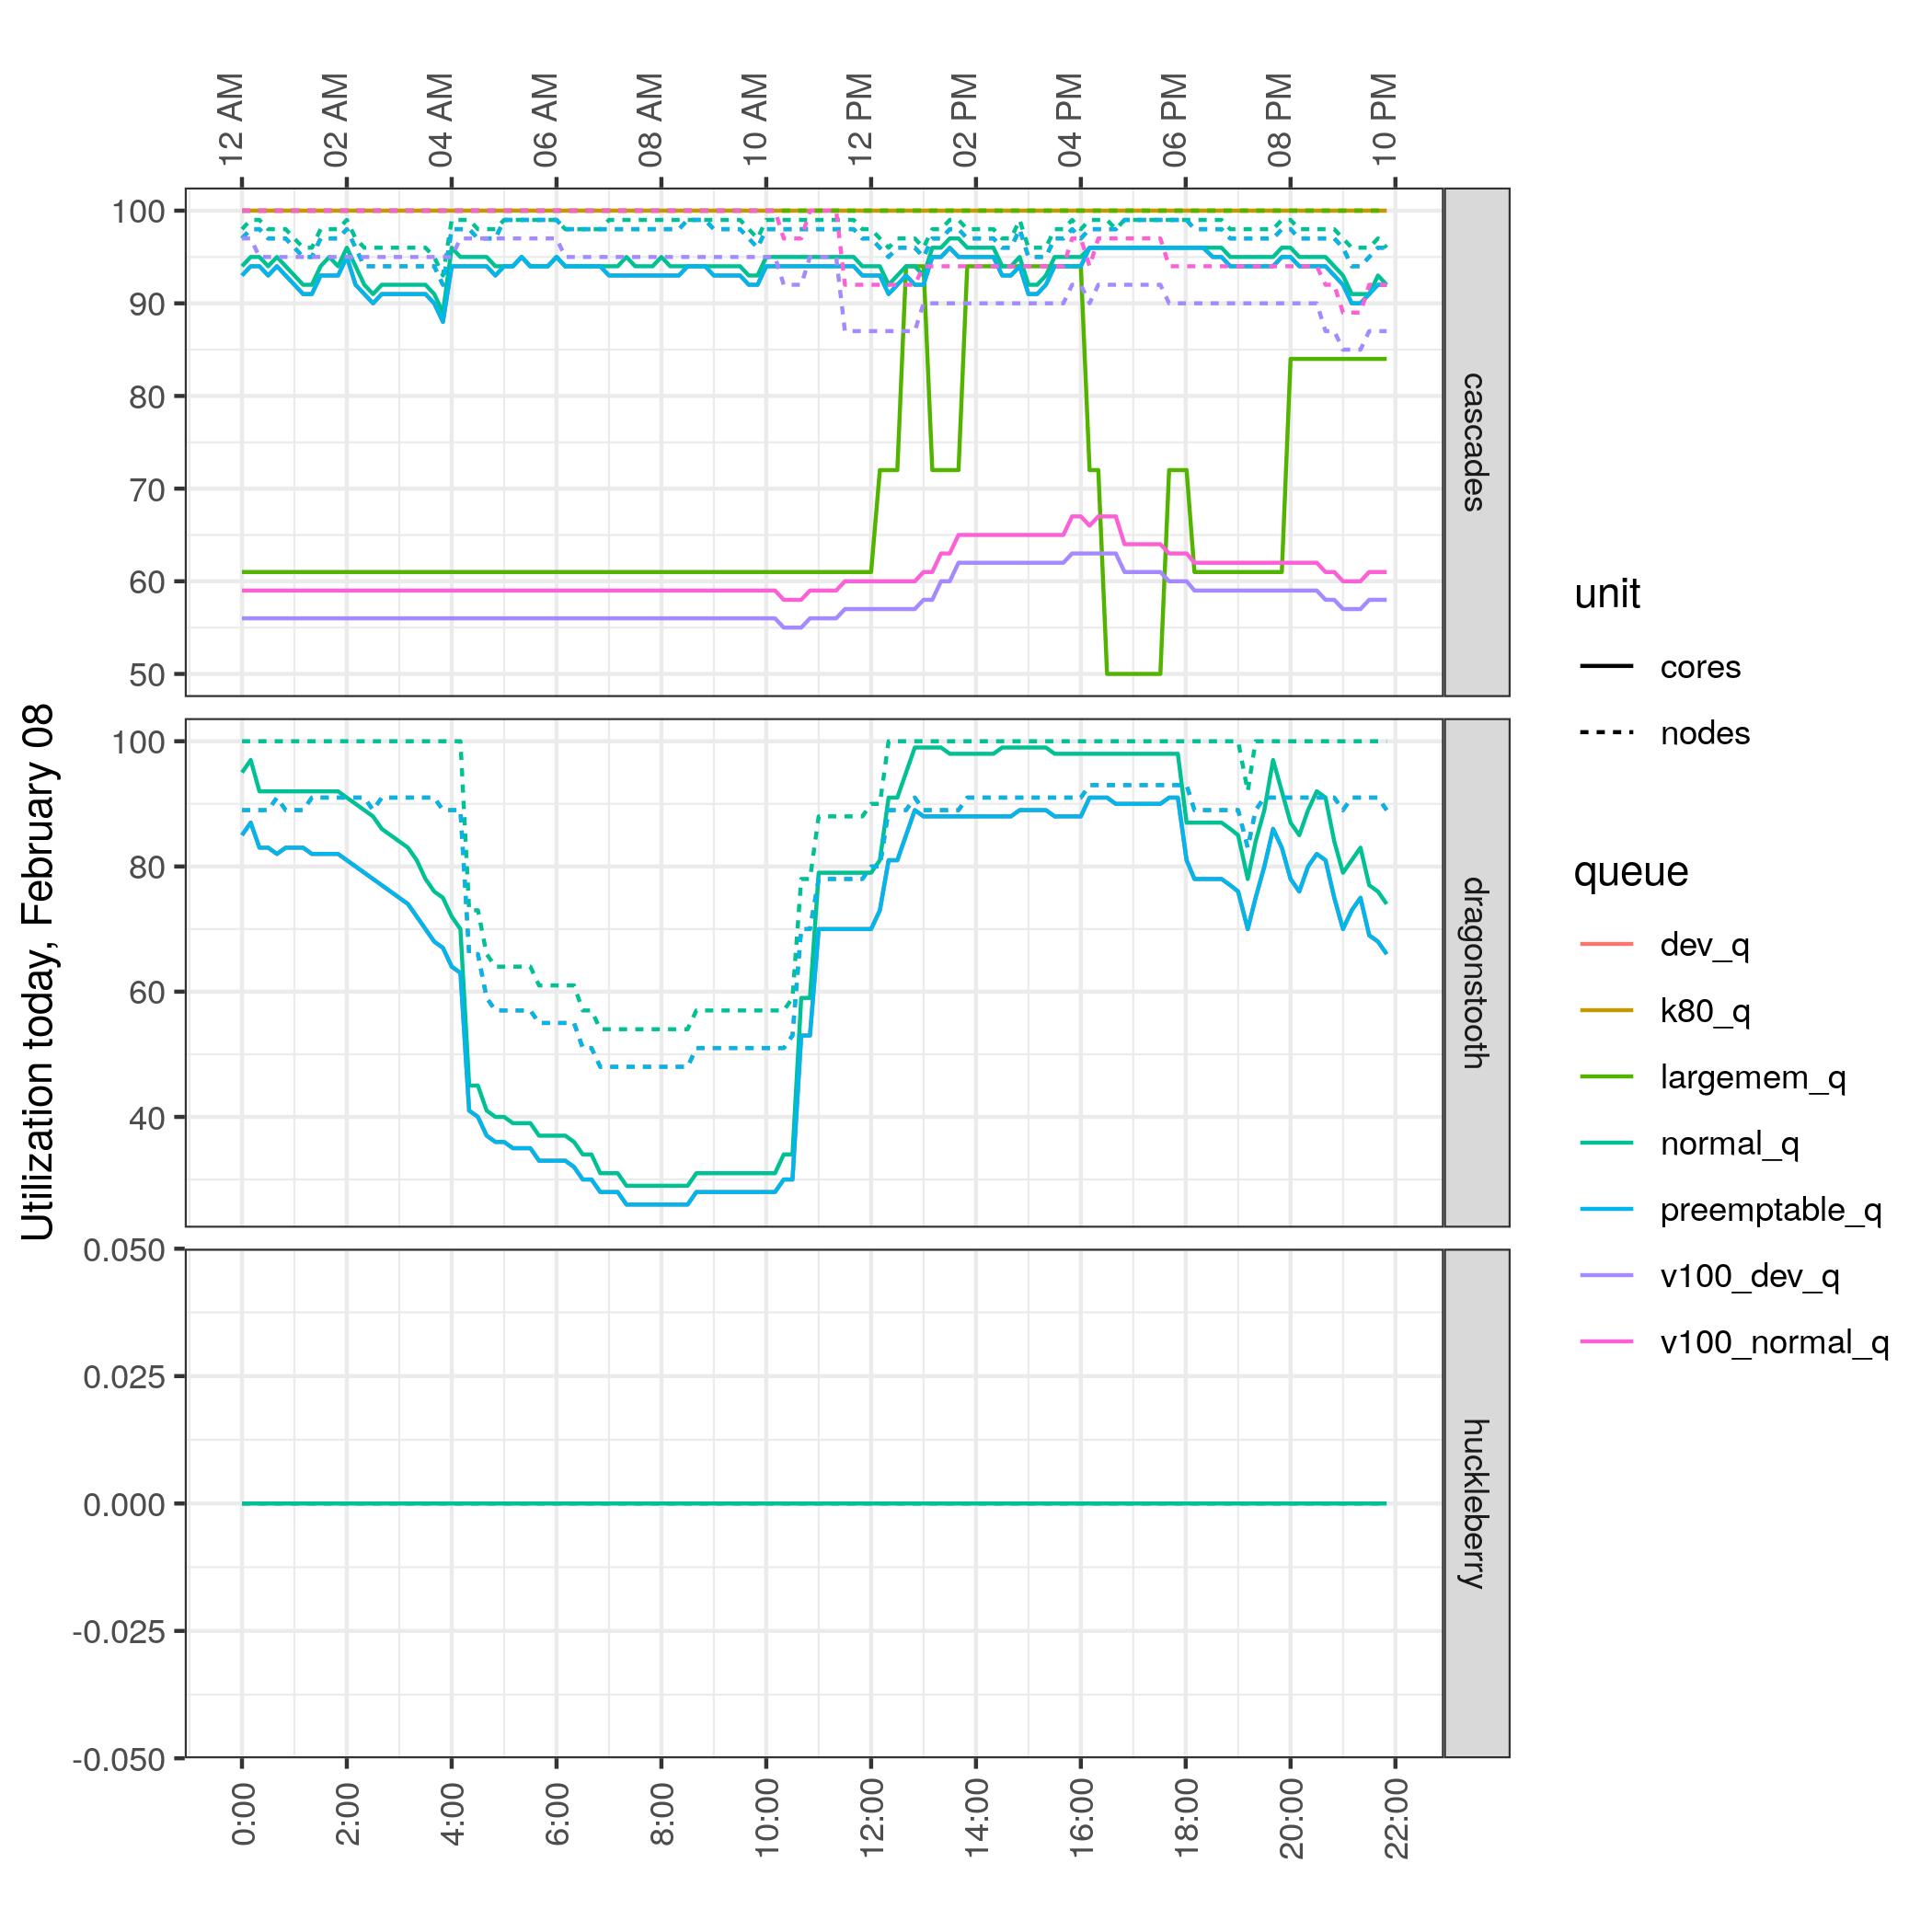 12 AM
02 AM
04 AM
06 AM
08 AM
10 AM
12 PM
02 PM
04 PM
06 PM
08 PM
10 PM
Utilization today, February 08
100
90
80
70
60
50
cascades
100
80
60
40
dragonstooth
0.050
0.025
0.000
-0.025
-0.050
huckleberry
0:00
2:00
4:00
6:00
8:00
10:00
12:00
14:00
16:00
18:00
20:00
22:00
unit
cores
nodes
queue
dev_q
k80_q
largemem_q
normal_q
preemptable_q
v100_dev_q
v100_normal_q